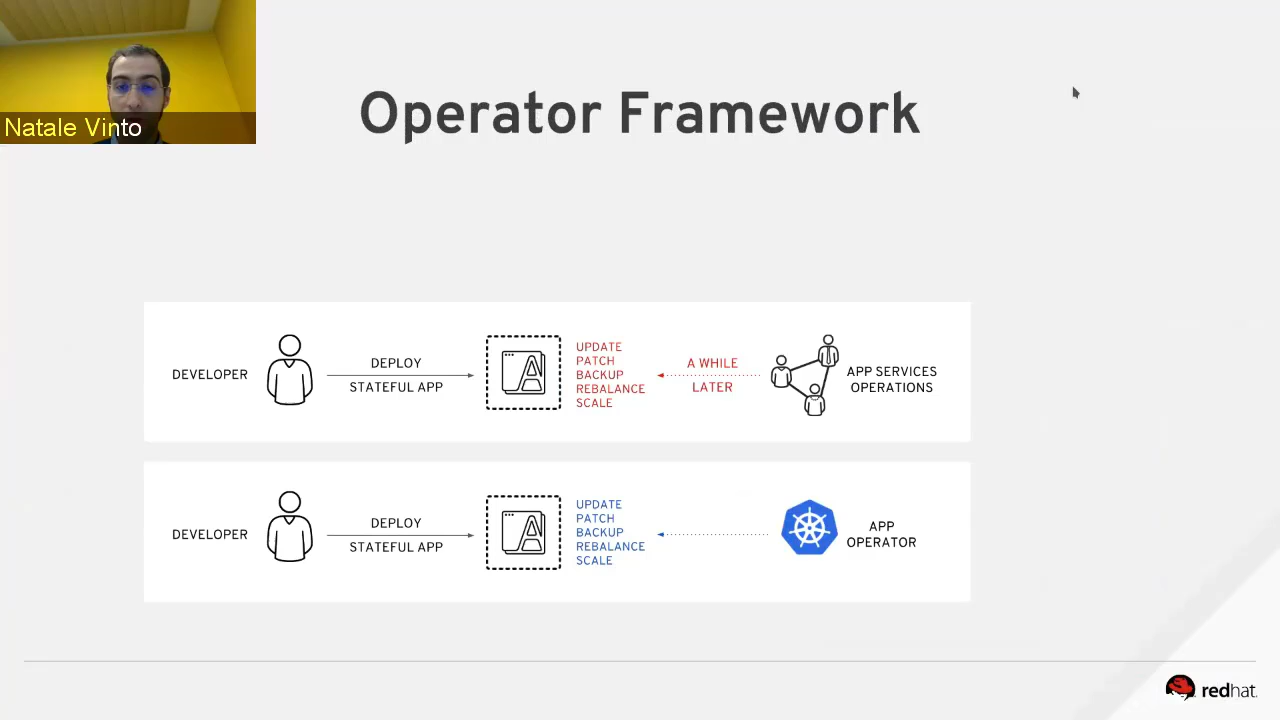 Natale Vinto
Operator Framework
DEVELOPER
DEPLOY
STATEFUL APP
UPDATE
PATCH
BACKUP
REBALANCE
SCALE
A WHILE
LATER
APP SERVICES
OPERATIONS
DEVELOPER
DEPLOY
STATEFUL APP
UPDATE
PATCH
BACKUP
REBALANCE
SCALE
APP
OPERATOR
redhat.